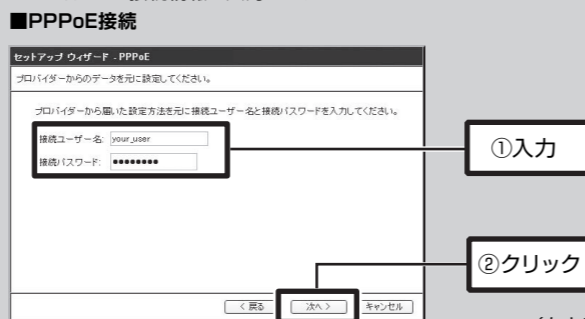 ■PPPoE接続
セットアップ ウィザード - PPPoE
プロバイダーからのデータを元に設定してください。
プロバイダーから届いた設定方法を元に接続ユーザー名と接続パスワードを入力してください。
接続ユーザー名: your_user
接続パスワード: ●●●●●●●●
①入力
②クリック
< 戻る 次へ > キャンセル